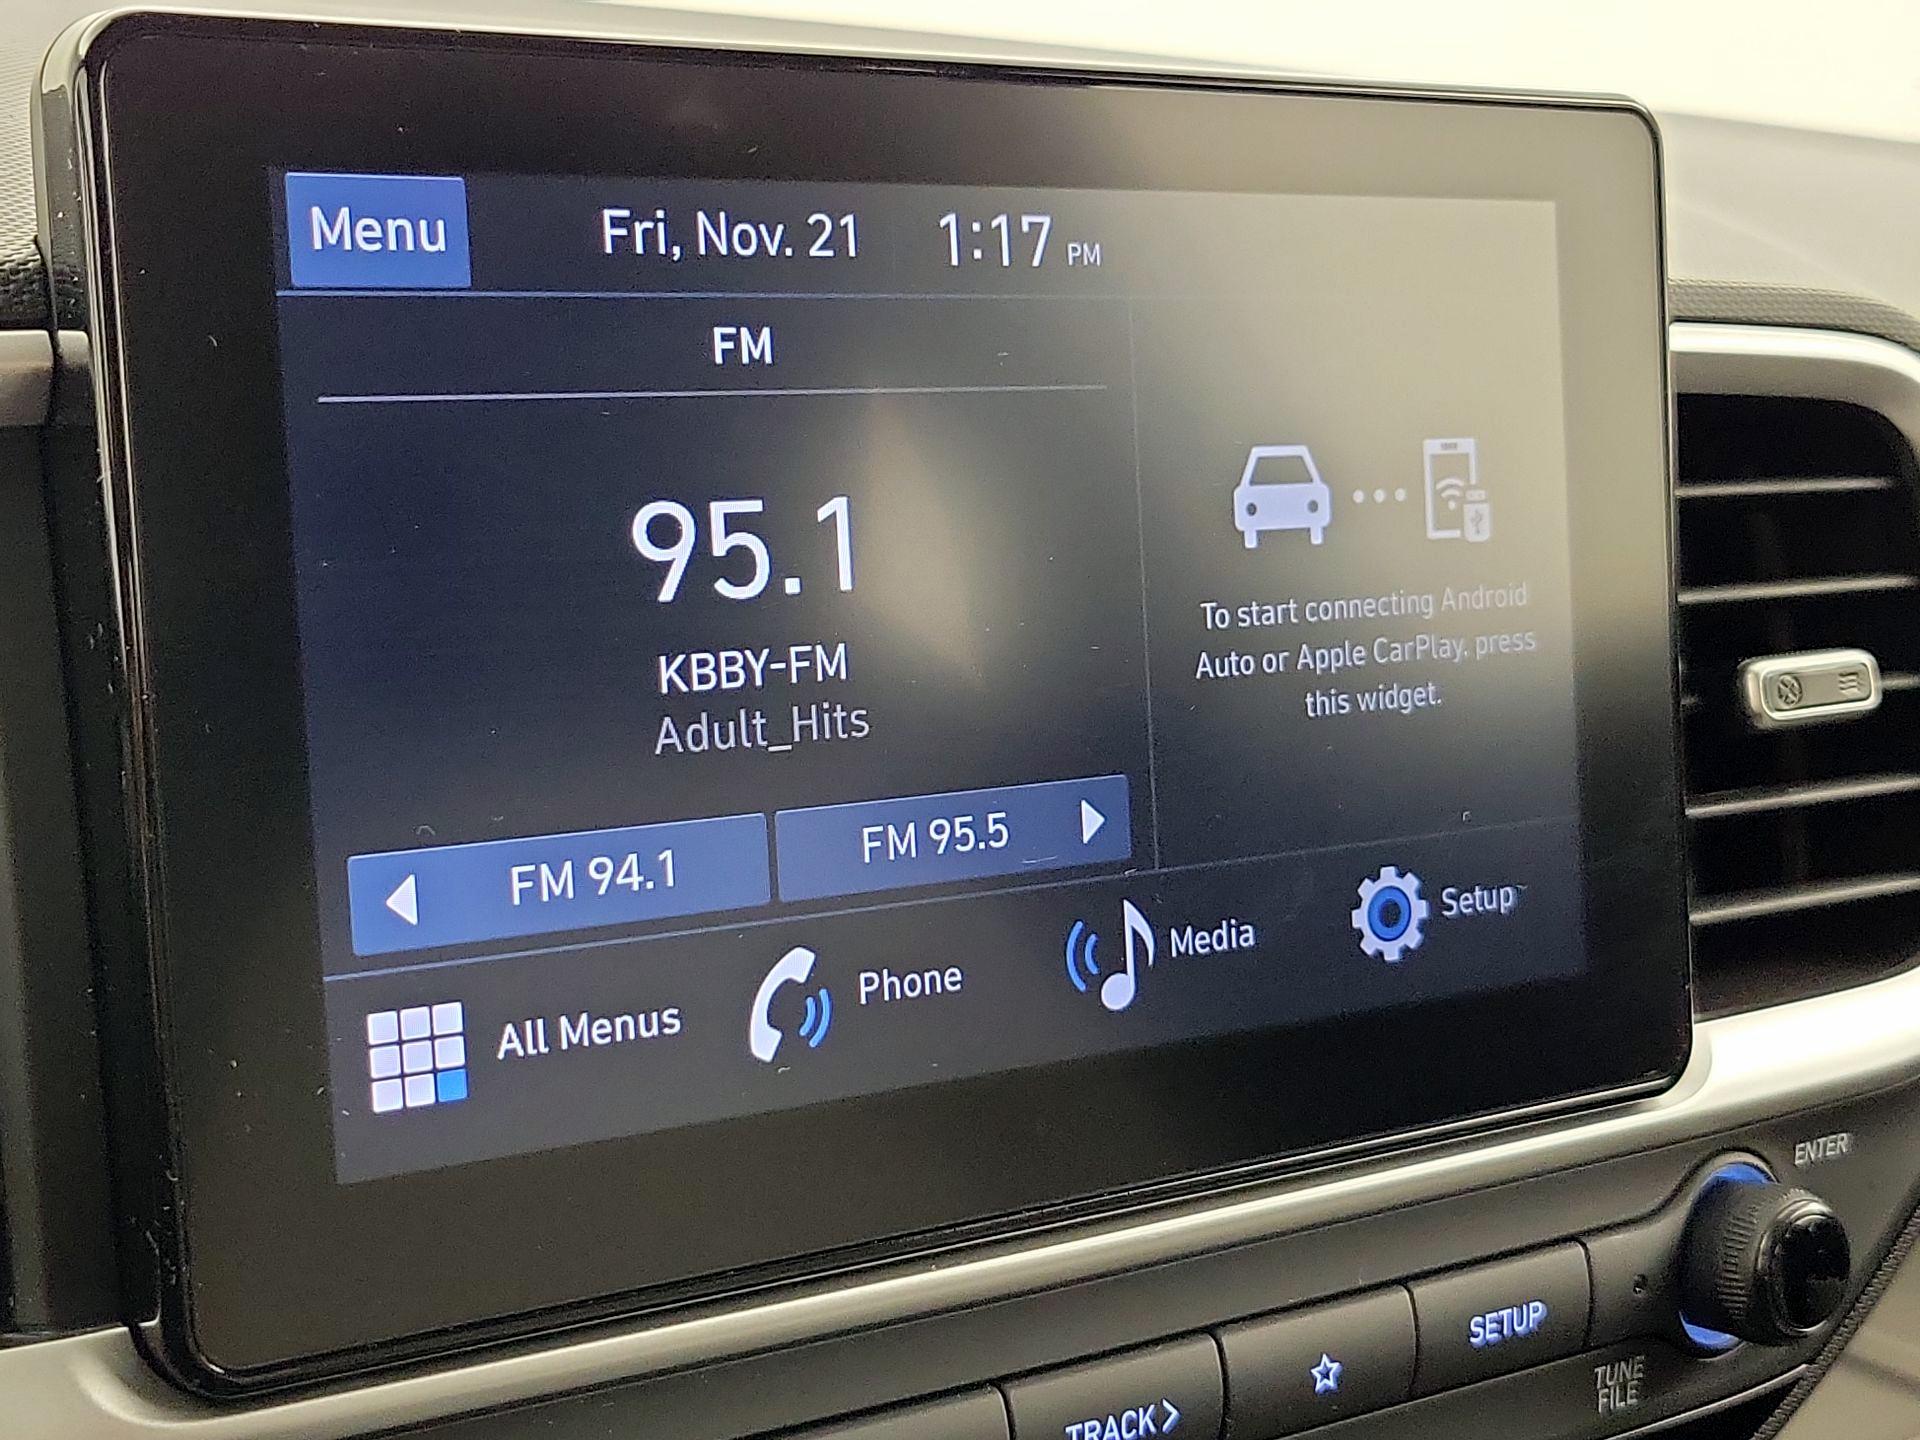 Menu
Fri, Nov. 21
1:17 PM
FM
95.1
KBBY-FM
Adult_Hits
FM 94.1
FM 95.5
To start connecting Android
Auto or Apple CarPlay, press
this widget.
All Menus
Phone
Media
Setup
ENTER
SETUP
TUNE
FILE
TRACK >